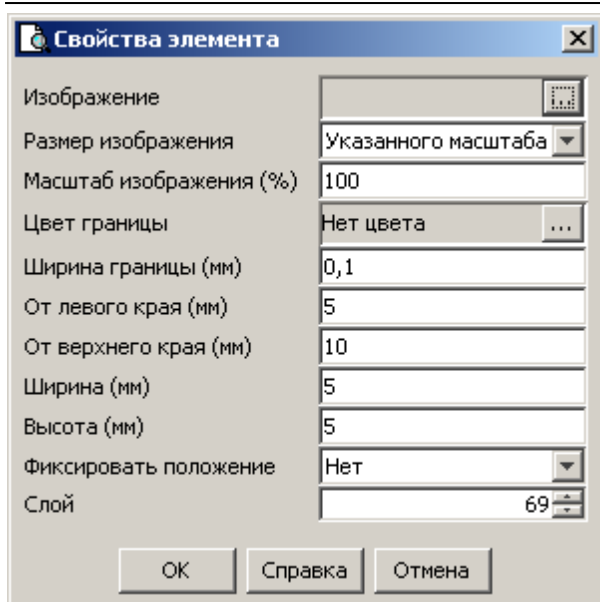 Свойства элемента
Изображение ...
Размер изображения Указанного масштаба
Масштаб изображения (%) 100
Цвет границы Нет цвета ...
Ширина границы (мм) 0,1
От левого края (мм) 5
От верхнего края (мм) 10
Ширина (мм) 5
Высота (мм) 5
Фиксировать положение Нет
Слой 69
ОК Справка Отмена